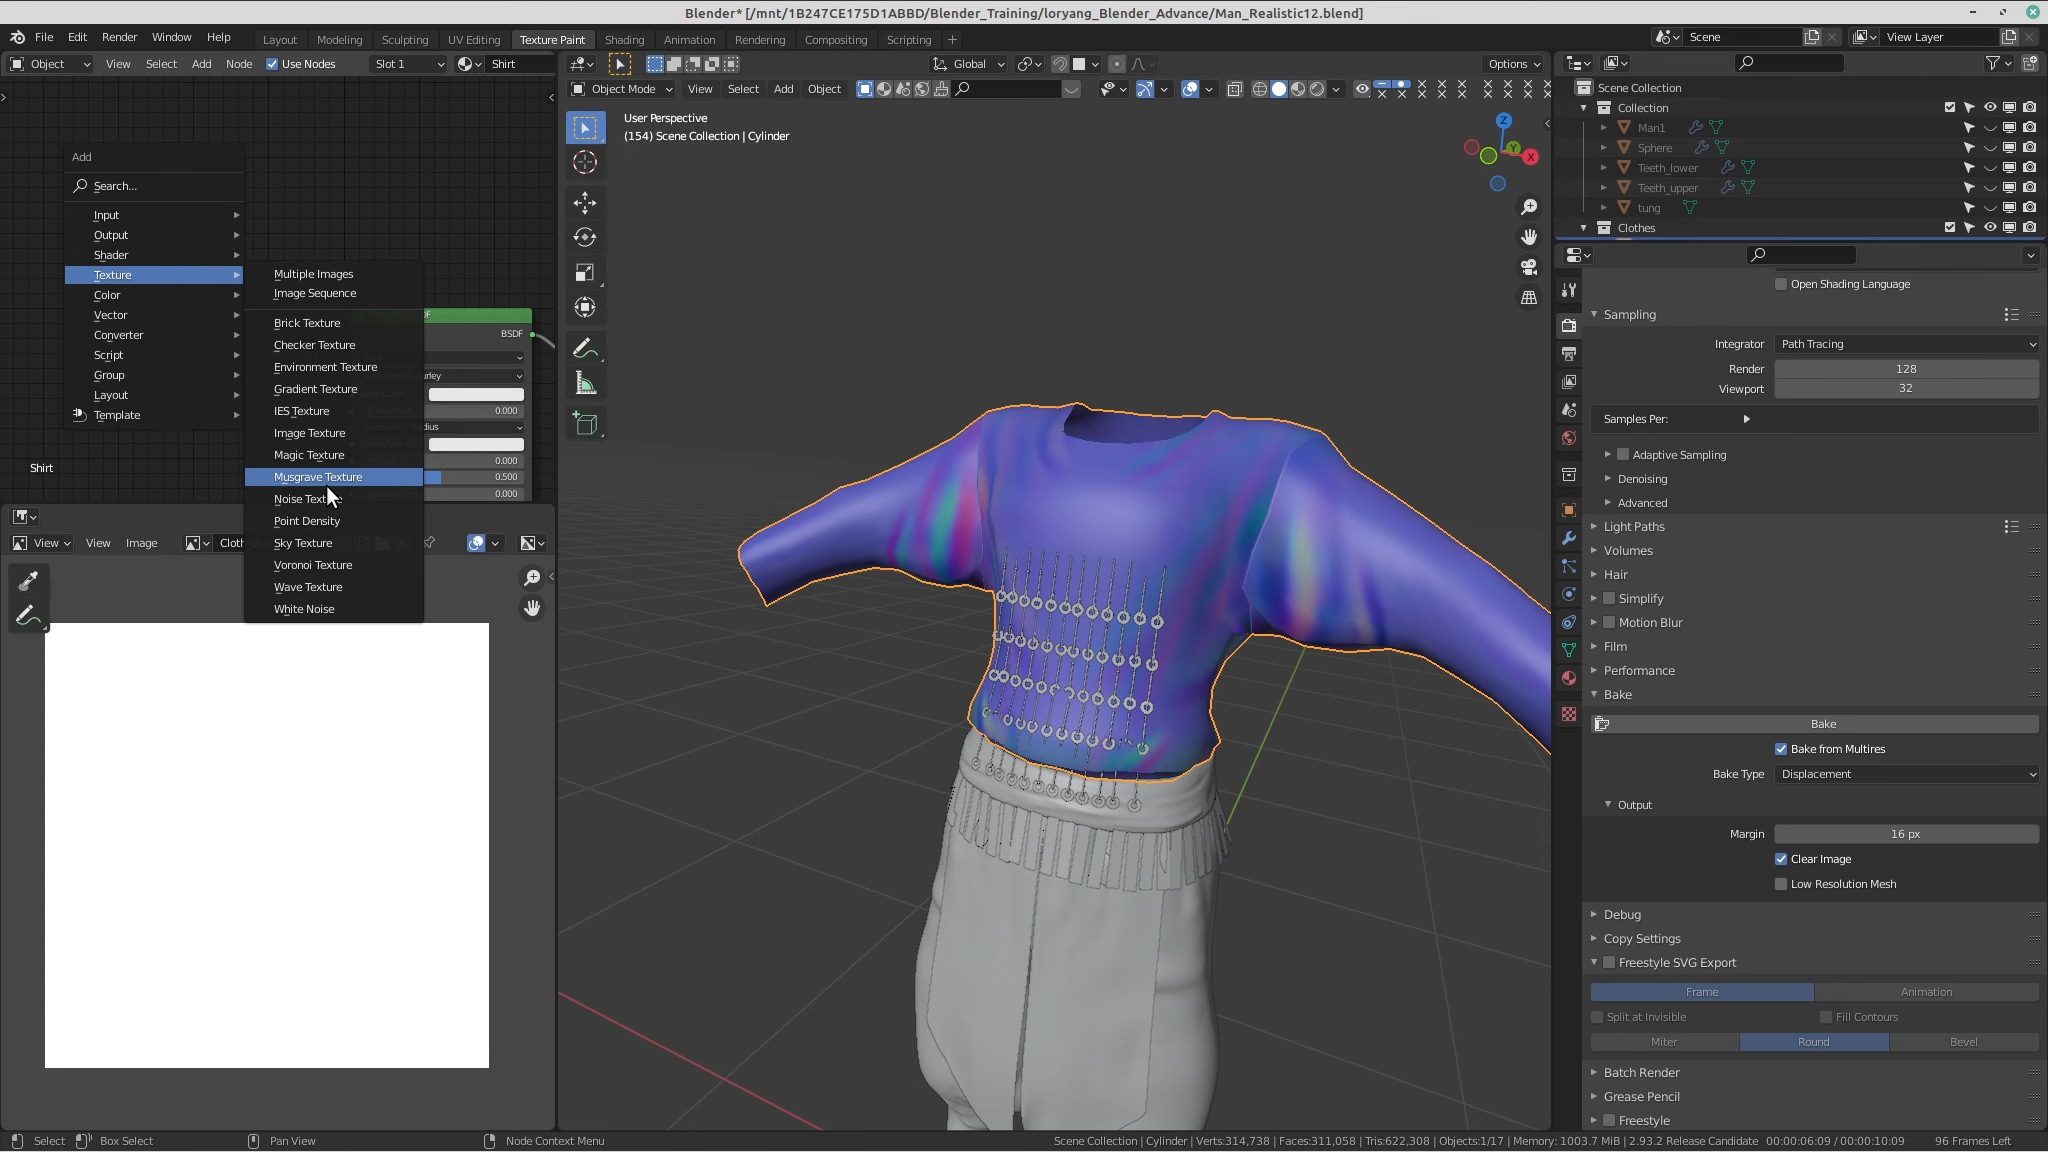 Blender* [/mnt/1B247CE175D1ABBD/Blender_Training/loryang_Blender_Advance/Man_Realistic12.blend]
File Edit Render Window Help Layout Modeling Sculpting UV Editing Texture Paint Shading Animation Rendering Compositing Scripting + Scene View Layer
Object View Select Add Node Use Nodes Slot 1 Shirt
Global Options
Object Mode View Select Add Object
User Perspective
(154) Scene Collection | Cylinder
Z
Y
X
Add
Search...
Input
Output
Shader
Texture
Color
Vector
Converter
Script
Group
Layout
Template
Multiple Images
Image Sequence
Brick Texture
Checker Texture
Environment Texture
Gradient Texture
IES Texture
Image Texture
Magic Texture
Musgrave Texture
Noise Textu
Point Density
Sky Texture
Voronoi Texture
Wave Texture
White Noise
BSDF
0.000
0.000
0.500
0.000
Shirt
View View Image
Scene Collection
Collection
Man1
Sphere
Teeth_lower
Teeth_upper
tung
Clothes
Open Shading Language
Sampling
Integrator Path Tracing
Render 128
Viewport 32
Samples Per:
Adaptive Sampling
Denoising
Advanced
Light Paths
Volumes
Hair
Simplify
Motion Blur
Film
Performance
Bake
Bake
Bake from Multires
Bake Type Displacement
Output
Margin 16 px
Clear Image
Low Resolution Mesh
Debug
Copy Settings
Freestyle SVG Export
Frame Animation
Split at Invisible Fill Contours
Miter Round Bevel
Batch Render
Grease Pencil
Freestyle
Select Box Select Pan View Node Context Menu Scene Collection | Cylinder | Verts:314,738 | Faces:311,058 | Tris:622,308 | Objects:1/17 | Memory: 1003.7 MiB | 2.93.2 Release Candidate 00:00:06:09 / 00:00:10:09 96 Frames Left